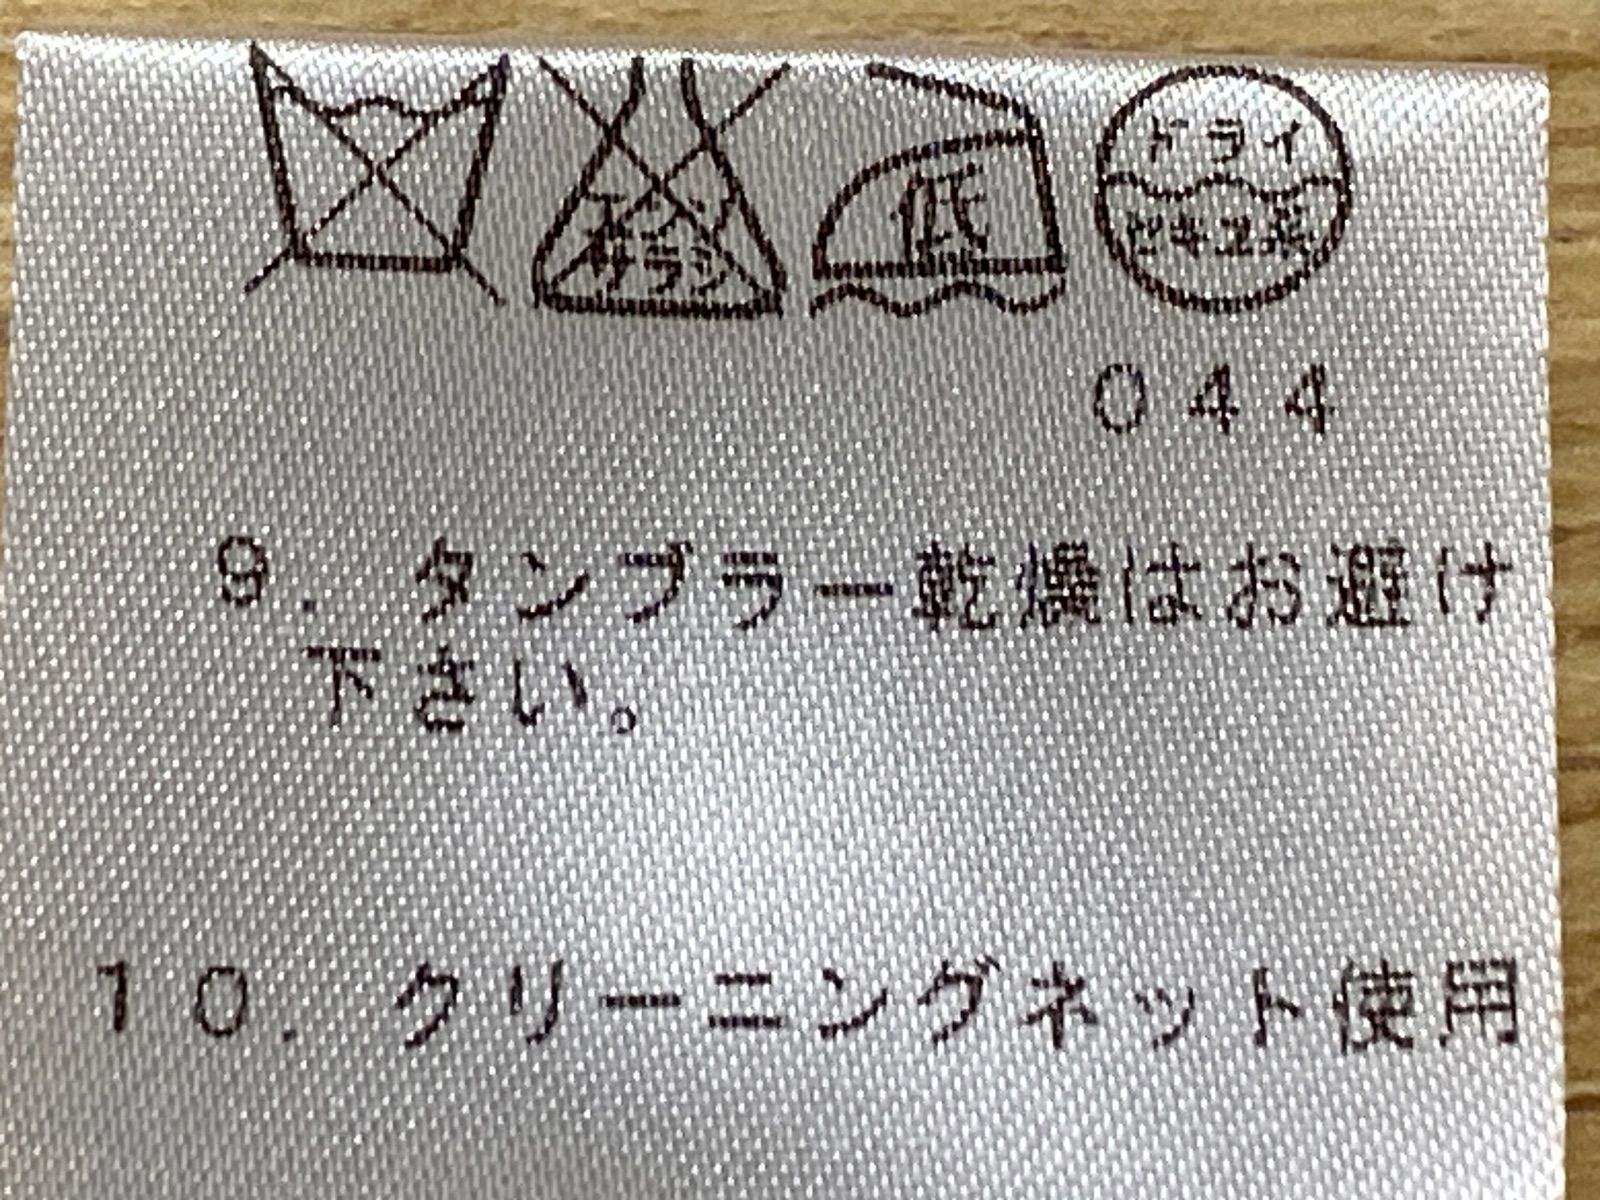 エンソ
サラシ
低
ドライ
セキユ系
044
9. タンブラー乾燥はお避け
下さい。
10. クリーニングネット使用